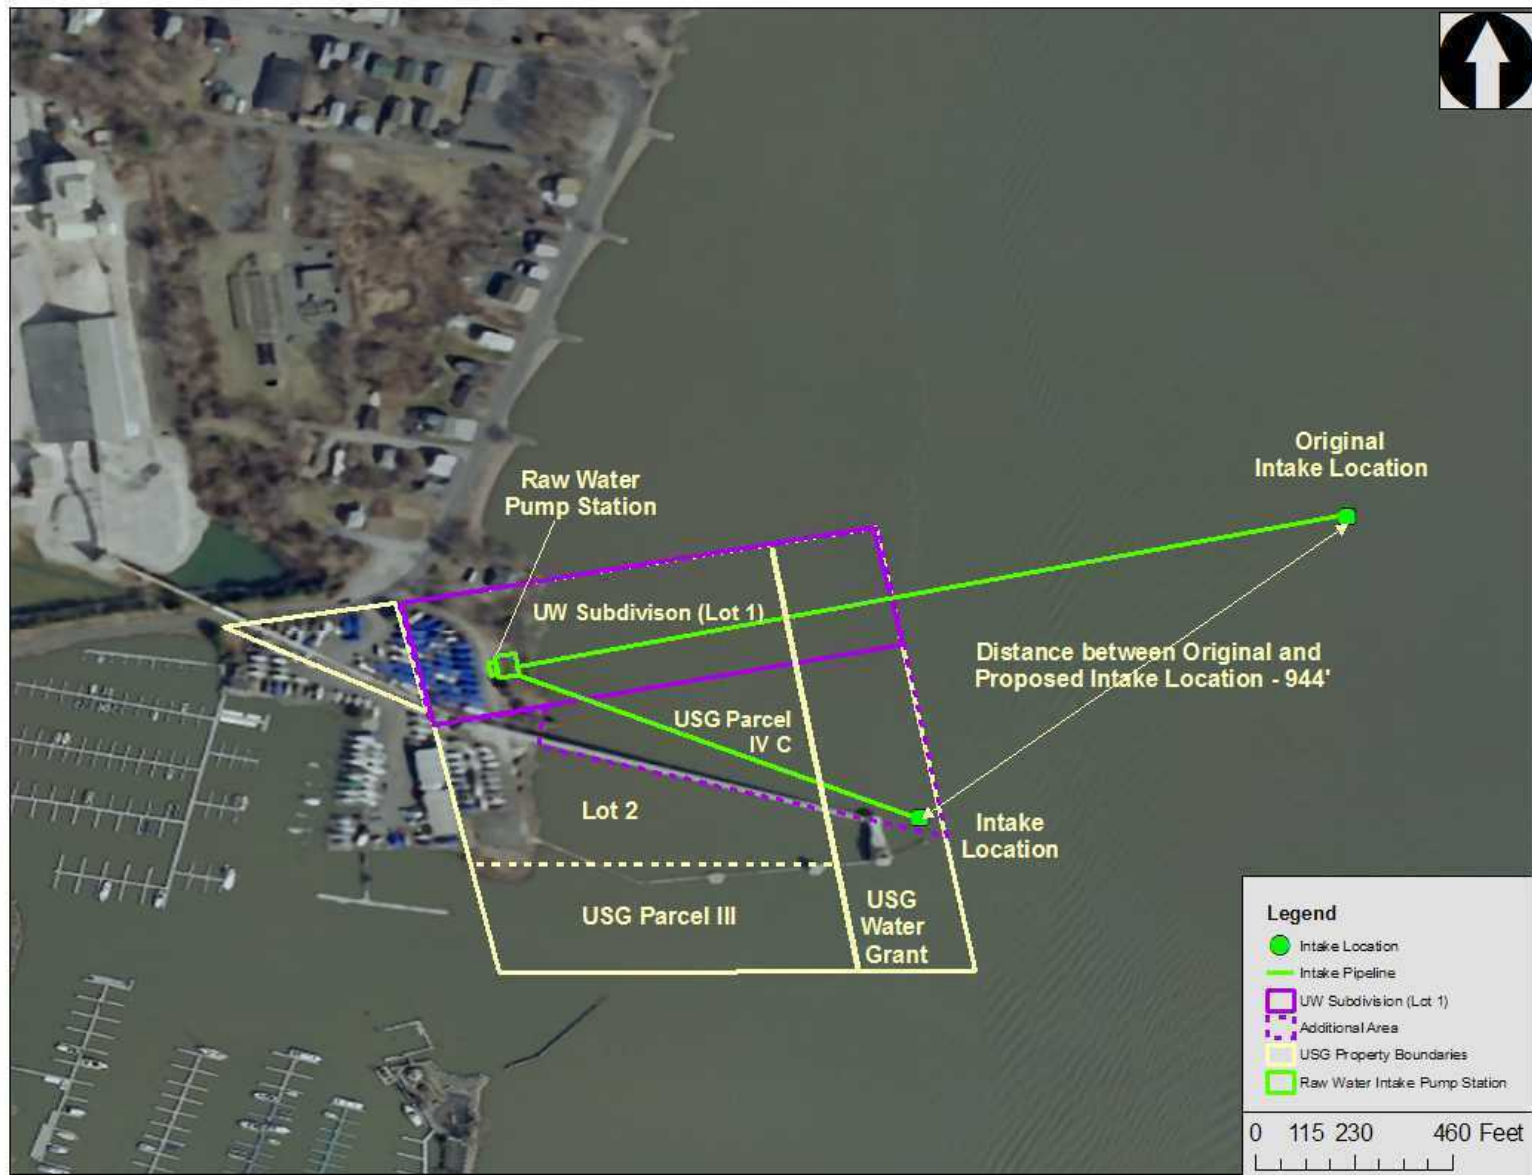 Original
Intake Location
Raw Water
Pump Station
UW Subdivison (Lot 1)
Distance between Original and
Proposed Intake Location - 944'
USG Parcel
IV C
Lot 2
Intake
Location
USG Parcel III
USG
Water
Grant
Legend
Intake Location
Intake Pipeline
UW Subdivision (Lot 1)
Additional Area
USG Property Boundaries
Raw Water Intake Pump Station
0 115 230 460 Feet